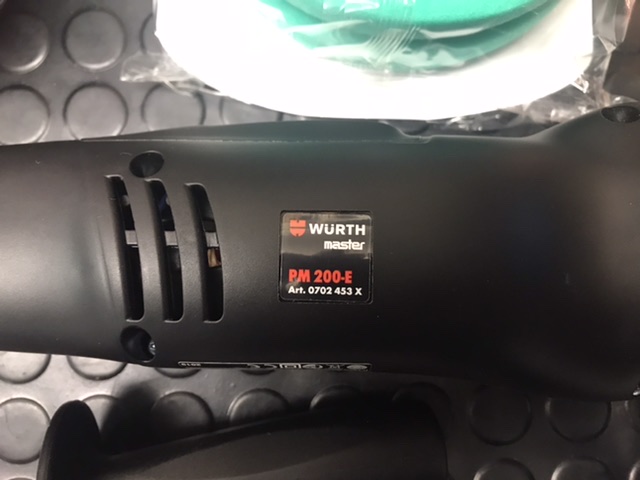 WÜRTH
master
PM 200-E
Art. 0702 453 X